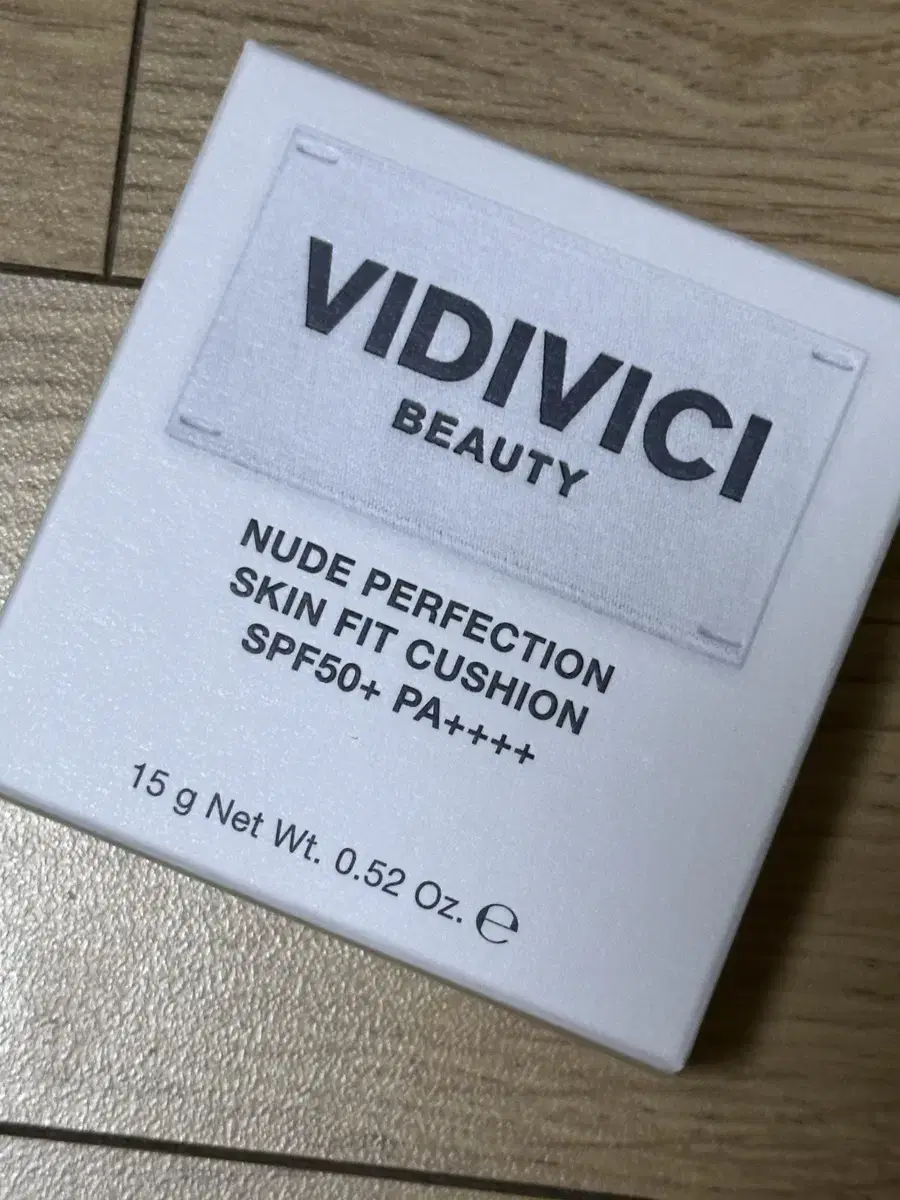 VIDIVICI
BEAUTY
NUDE PERFECTION
SKIN FIT CUSHION
SPF50+ PA++++
15 g Net Wt. 0.52 Oz. ℮